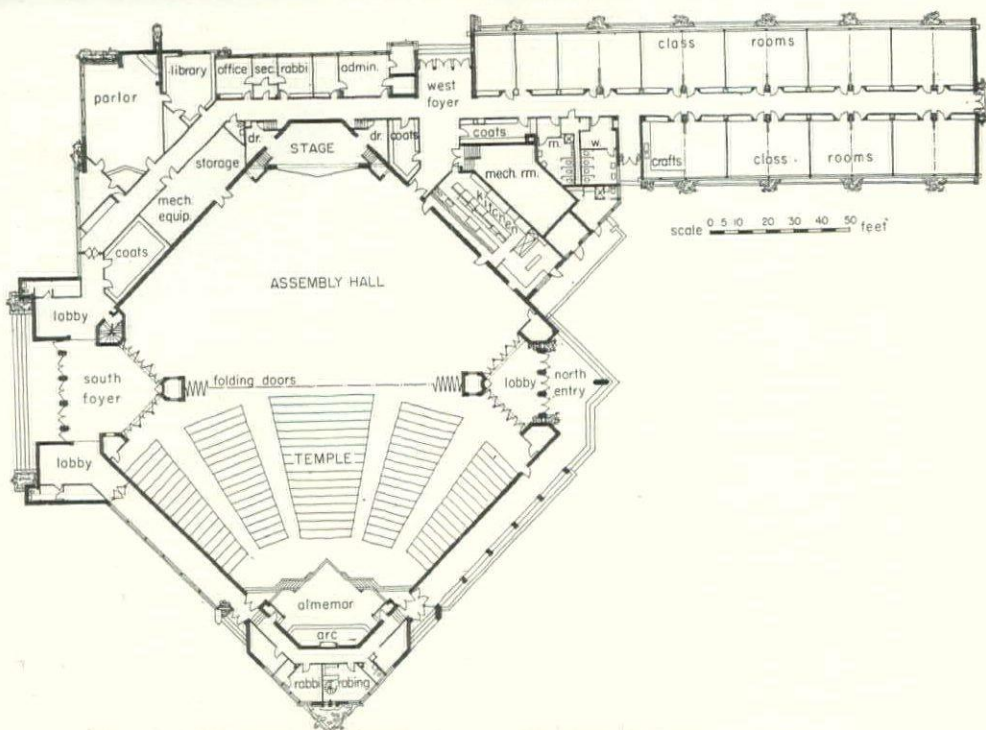 class rooms
library
office sec. rabbi admin.
parlor
west
foyer
dr. STAGE dr. coats
coats
m. w.
crafts
class rooms
storage
mech. rm.
kitchen
mech.
equip.
scale 0 5 10 20 30 40 50 feet
coats
ASSEMBLY HALL
lobby
south
foyer
folding doors
lobby
north
entry
lobby
TEMPLE
almemor
arc
rabbi robing